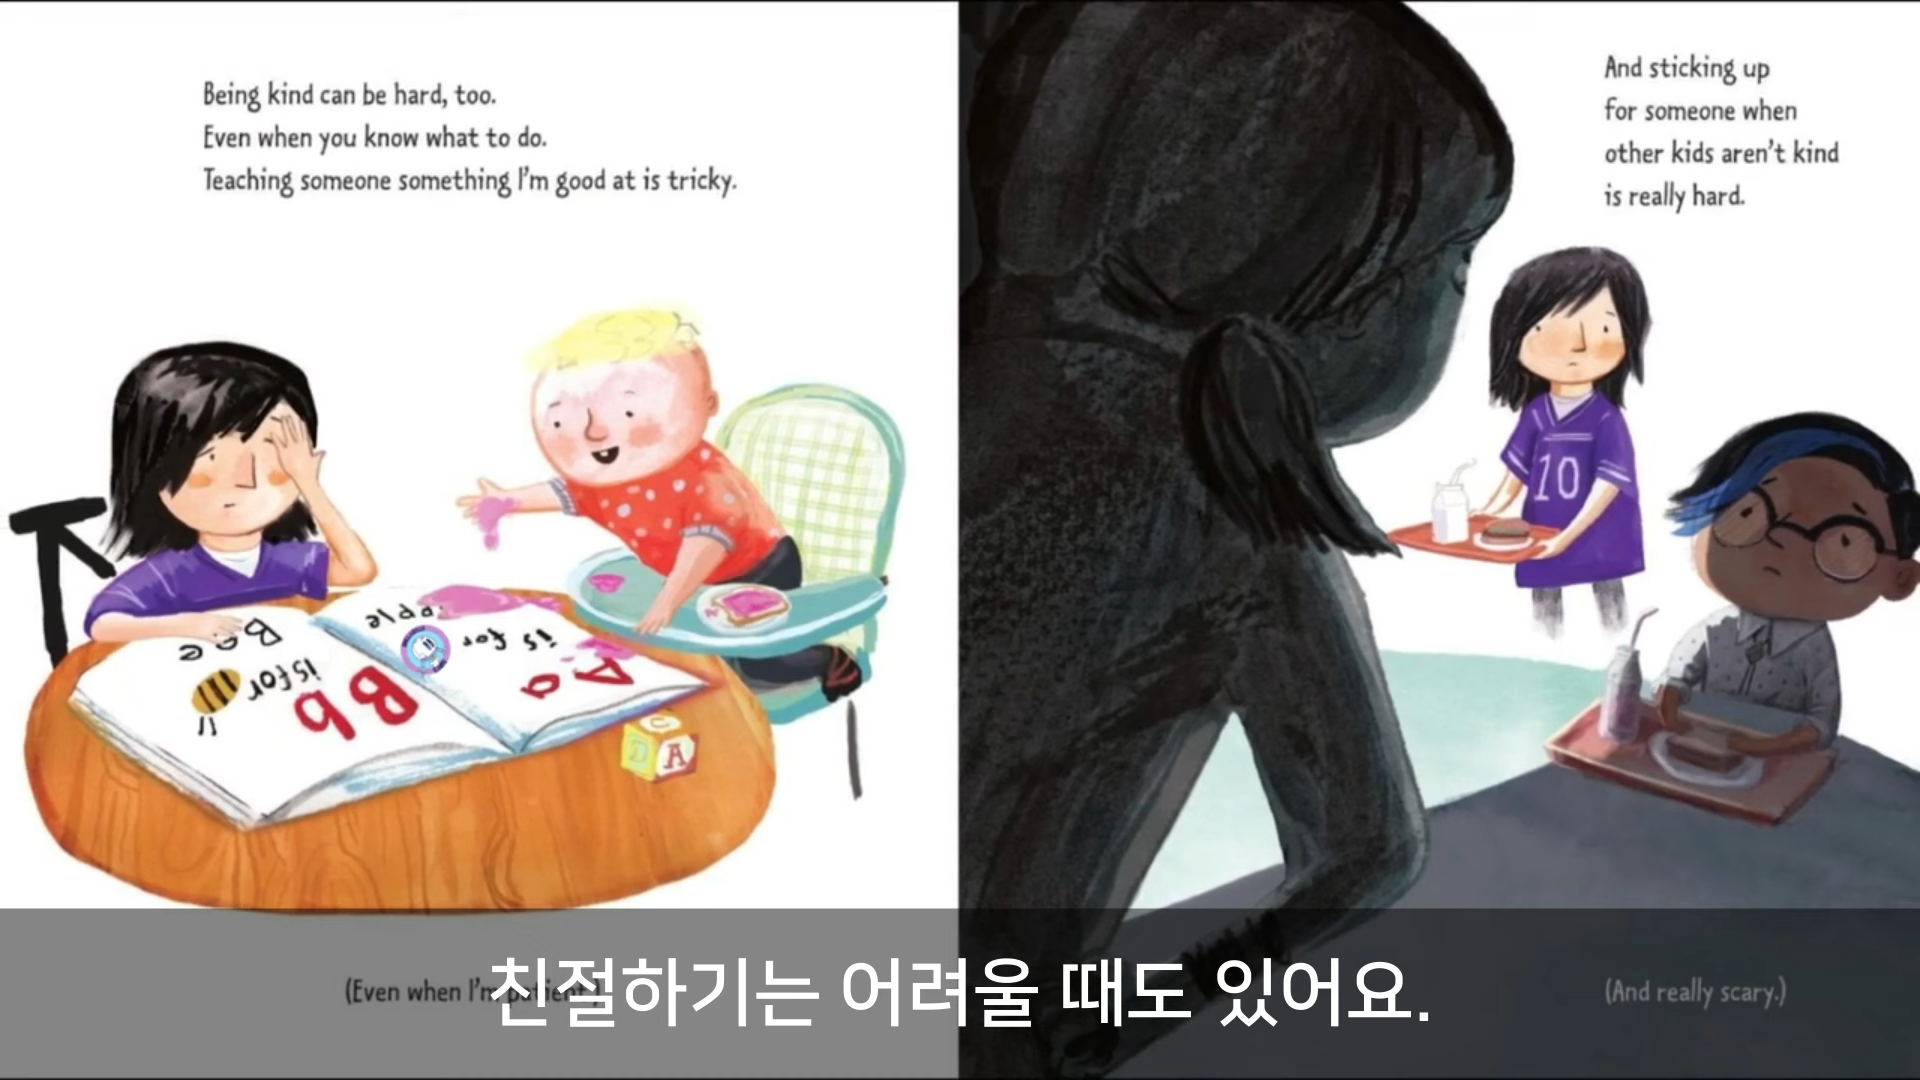 Being kind can be hard, too.
Even when you know what to do.
Teaching someone something I'm good at is tricky.
And sticking up
for someone when
other kids aren't kind
is really hard.
10
Bee
is for
Bb
apple
is for
Aa
C
D
A
(Even when I'm patient.)
친절하기는 어려울 때도 있어요.
(And really scary.)